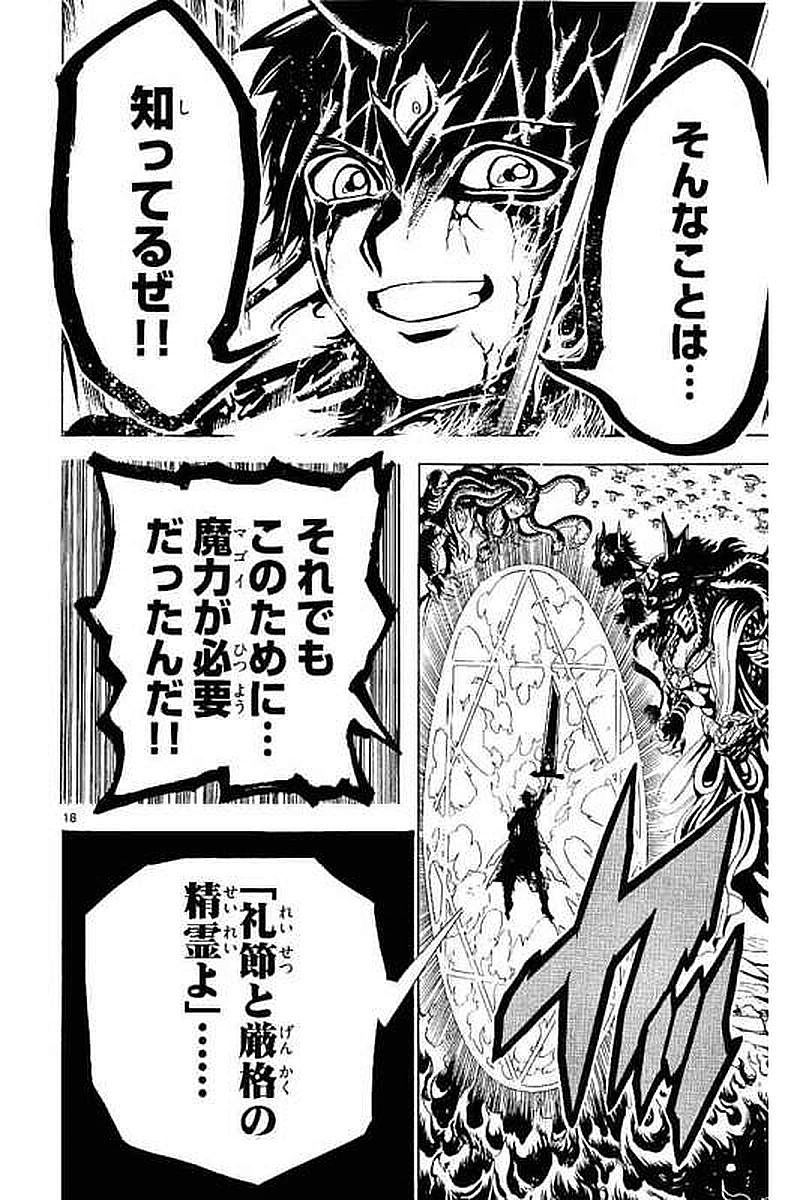 そんなことは…
知ってるぜ!!
それでも
このために…
魔力が必要
だったんだ!!
18
「礼節と厳格の
精霊よ」……